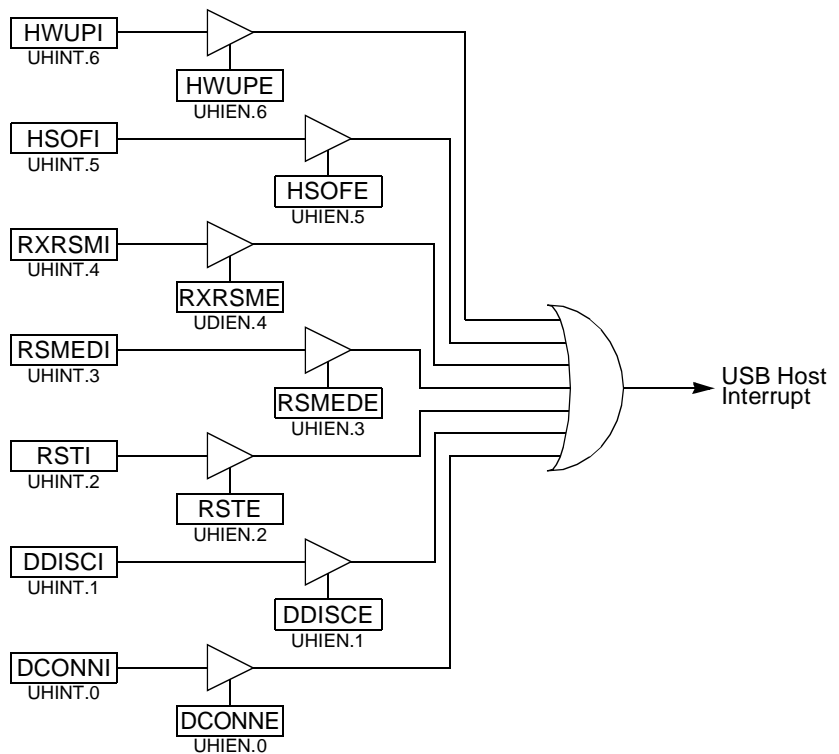 HWUPI
UHINT.6
HWUPE
UHIEN.6
HSOFI
UHINT.5
HSOFE
UHIEN.5
RXRSMI
UHINT.4
RXRSME
UDIEN.4
RSMEDI
UHINT.3
RSMEDE
UHIEN.3
USB Host
Interrupt
RSTI
UHINT.2
RSTE
UHIEN.2
DDISCI
UHINT.1
DDISCE
UHIEN.1
DCONNI
UHINT.0
DCONNE
UHIEN.0